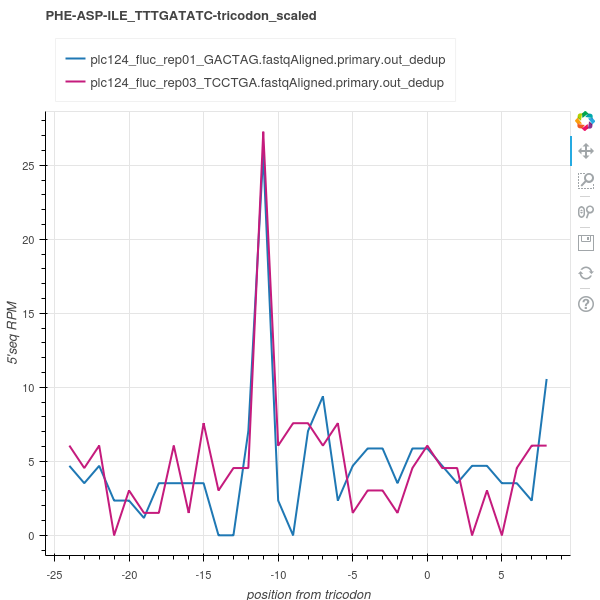 PHE-ASP-ILE_TTTGATATC-tricodon_scaled
plc124_fluc_rep01_GACTAG.fastqAligned.primary.out_dedup
plc124_fluc_rep03_TCCTGA.fastqAligned.primary.out_dedup
25
20
15
10
5
0
5'seq RPM
-25 -20 -15 -10 -5 0 5
position from tricodon